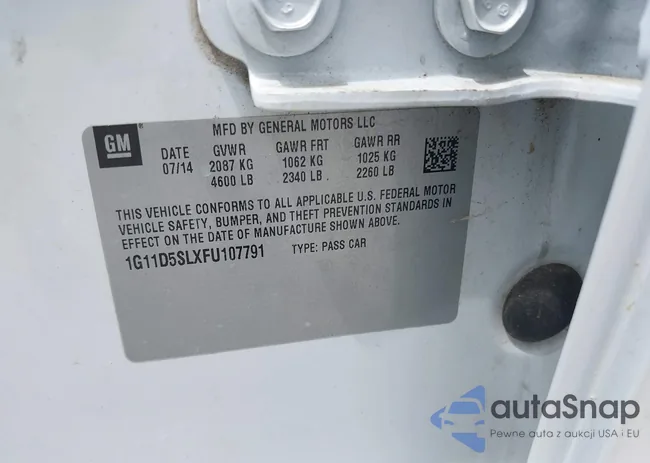 GM
MFD BY GENERAL MOTORS LLC
DATE GVWR GAWR FRT GAWR RR
07/14 2087 KG 1062 KG 1025 KG
4600 LB 2340 LB 2260 LB
THIS VEHICLE CONFORMS TO ALL APPLICABLE U.S. FEDERAL MOTOR
VEHICLE SAFETY, BUMPER, AND THEFT PREVENTION STANDARDS IN
EFFECT ON THE DATE OF MANUFACTURE SHOWN ABOVE.
1G11D5SLXFU107791 TYPE: PASS CAR
autaSnap
Pewne auta z aukcji USA i EU